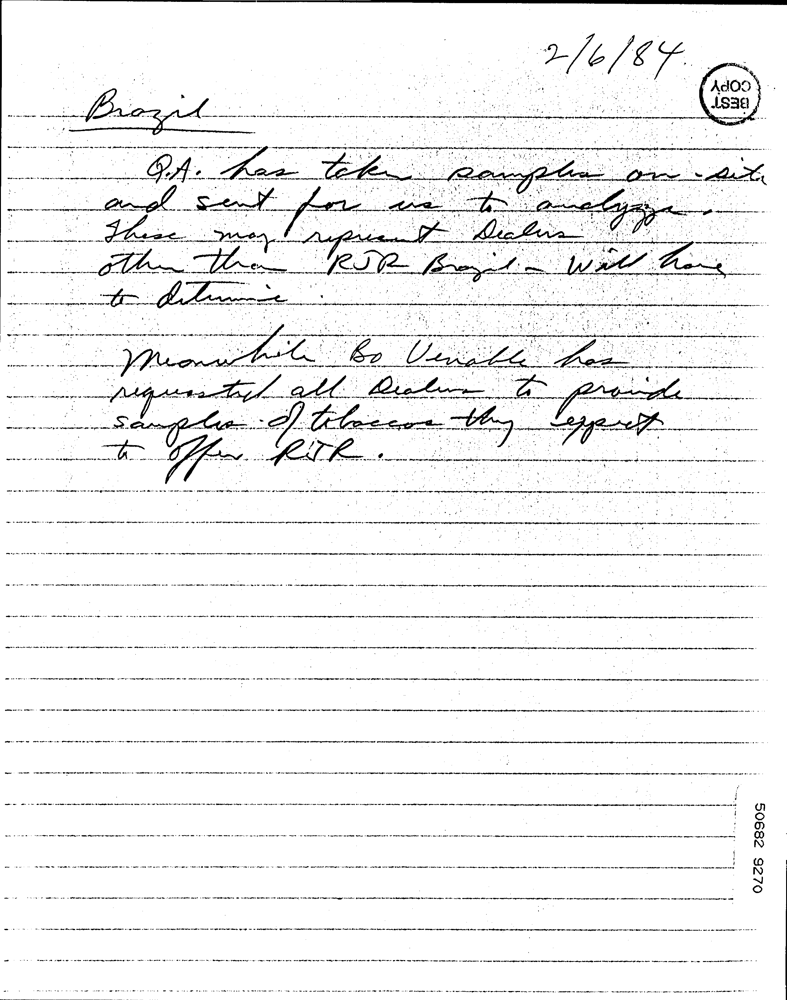 2/6/84
BEST
COPY
Brazil
Q.A. has taken samples on-site
and sent for us to analyze.
These may represent Dealers
other than RJR Brazil - Will have
to determine.
Meanwhile Bo Venable has
requested all Dealers to provide
samples of tobaccos they expect
to offer RJR.
50682 9270